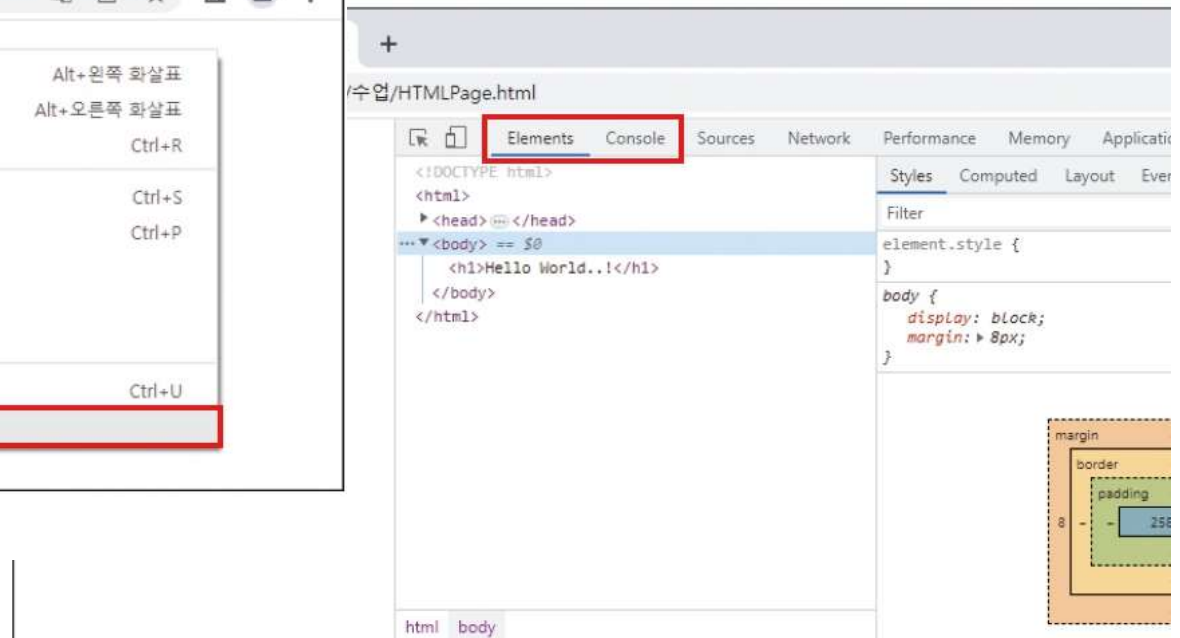 Alt+왼쪽 화살표
Alt+오른쪽 화살표
Ctrl+R
Ctrl+S
Ctrl+P
Ctrl+U
+
/수업/HTMLPage.html
Elements Console Sources Network Performance Memory Applicatio
<!DOCTYPE html>
<html>
<head> ... </head>
... <body> == $0
<h1>Hello World..!</h1>
</body>
</html>
html body
Styles Computed Layout Ever
Filter
element.style {
}
body {
display: block;
margin: 8px;
}
margin
border
padding
8 - - 258